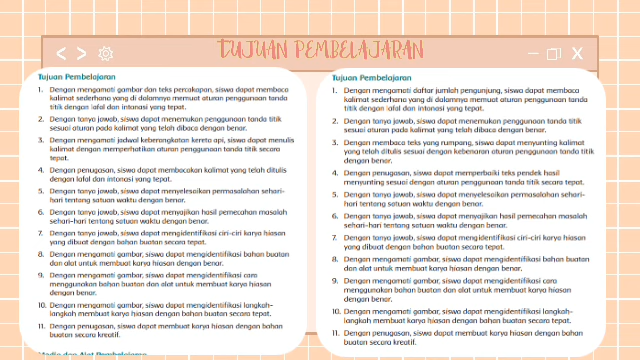 TUJUAN PEMBELAJARAN
Tujuan Pembelajaran
1. Dengan mengamati gambar dan teks percakapan, siswa dapat membaca
kalimat sederhana yang di dalamnya memuat aturan penggunaan tanda
titik dengan lafal dan intonasi yang tepat.
2. Dengan tanya jawab, siswa dapat menemukan penggunaan tanda titik
sesuai aturan pada kalimat yang telah dibaca dengan benar.
3. Dengan mengamati jadwal keberangkatan kereta api, siswa dapat menulis
kalimat dengan memperhatikan aturan penggunaan tanda titik secara
tepat.
4. Dengan penugasan, siswa dapat membacakan kalimat yang telah ditulis
dengan lafal dan intonasi yang tepat.
5. Dengan tanya jawab, siswa dapat menyelesaikan permasalahan sehari-
hari tentang satuan waktu dengan benar.
6. Dengan tanya jawab, siswa dapat menyajikan hasil pemecahan masalah
sehari-hari tentang satuan waktu dengan benar.
7. Dengan tanya jawab, siswa dapat mengidentifikasi ciri-ciri karya hiasan
yang dibuat dengan bahan buatan secara tepat.
8. Dengan mengamati gambar, siswa dapat mengidentifikasi bahan buatan
dan alat untuk membuat karya hiasan dengan benar.
9. Dengan mengamati gambar, siswa dapat mengidentifikasi cara
menggunakan bahan buatan dan alat untuk membuat karya hiasan
dengan benar.
10. Dengan mengamati gambar, siswa dapat mengidentifikasi langkah-
langkah membuat karya hiasan dengan bahan buatan secara tepat.
11. Dengan penugasan, siswa dapat membuat karya hiasan dengan bahan
buatan secara kreatif.
Media dan Alat Pembelajaran
Tujuan Pembelajaran
1. Dengan mengamati daftar jumlah pengunjung, siswa dapat membaca
kalimat sederhana yang di dalamnya memuat aturan penggunaan tanda
titik dengan lafal dan intonasi yang tepat.
2. Dengan tanya jawab, siswa dapat menemukan penggunaan tanda titik
sesuai aturan pada kalimat yang telah dibaca dengan benar.
3. Dengan membaca teks yang rumpang, siswa dapat menyunting kalimat
yang telah ditulis sesuai dengan kebenaran aturan penggunaan tanda titik
dengan benar.
4. Dengan penugasan, siswa dapat memperbaiki teks pendek hasil
menyunting sesuai dengan aturan penggunaan tanda titik secara tepat.
5. Dengan tanya jawab, siswa dapat menyelesaikan permasalahan sehari-
hari tentang satuan waktu dengan benar.
6. Dengan tanya jawab, siswa dapat menyajikan hasil pemecahan masalah
sehari-hari tentang satuan waktu dengan benar.
7. Dengan tanya jawab, siswa dapat mengidentifikasi ciri-ciri karya hiasan
yang dibuat dengan bahan buatan secara tepat.
8. Dengan mengamati gambar, siswa dapat mengidentifikasi bahan buatan
dan alat untuk membuat karya hiasan dengan benar.
9. Dengan mengamati gambar, siswa dapat mengidentifikasi cara
menggunakan bahan buatan dan alat untuk membuat karya hiasan
dengan benar.
10. Dengan mengamati gambar, siswa dapat mengidentifikasi langkah-
langkah membuat karya hiasan dengan bahan buatan secara tepat.
11. Dengan penugasan, siswa dapat membuat karya hiasan dengan bahan
buatan secara kreatif.